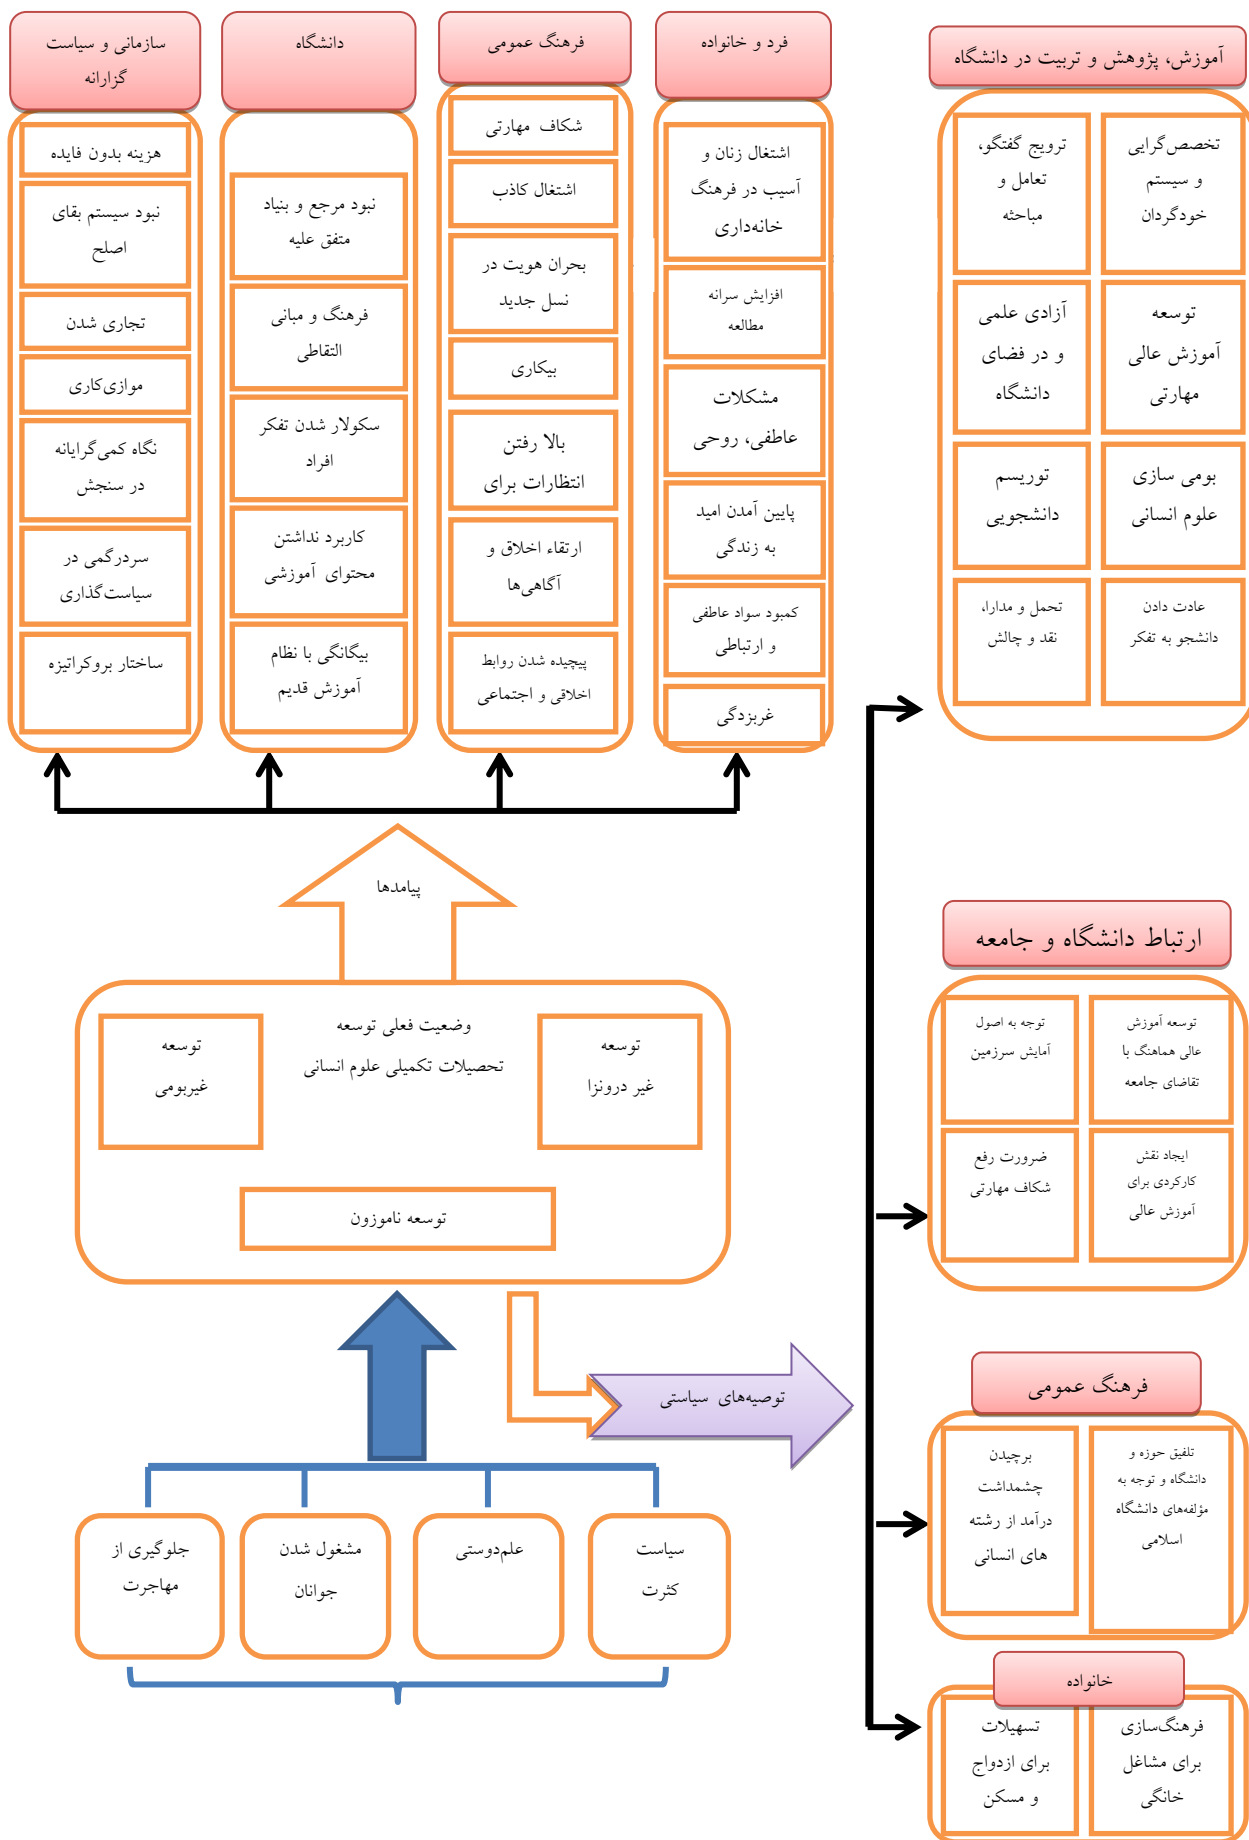 آموزش، پژوهش و تربیت در دانشگاه
تخصص‌گرایی
و سیستم
خودگردان
ترویج گفتگو،
تعامل و
مباحثه
توسعه
آموزش عالی
مهارتی
آزادی علمی
و در فضای
دانشگاه
بومی سازی
علوم انسانی
توریسم
دانشجویی
عادت دادن
دانشجو به تفکر
تحمل و مدارا،
نقد و چالش
فرد و خانواده
اشتغال زنان و
آسیب در فرهنگ
خانه‌داری
افزایش سرانه
مطالعه
مشکلات
عاطفی، روحی
پایین آمدن امید
به زندگی
کمبود سواد عاطفی
و ارتباطی
غربزدگی
فرهنگ عمومی
شکاف مهارتی
اشتغال کاذب
بحران هویت در
نسل جدید
بیکاری
بالا رفتن
انتظارات برای
ارتقاء اخلاق و
آگاهی‌ها
پیچیده شدن روابط
اخلاقی و اجتماعی
دانشگاه
نبود مرجع و بنیاد
متفق علیه
فرهنگ و مبانی
التقاطی
سکولار شدن تفکر
افراد
کاربرد نداشتن
محتوای آموزشی
بیگانگی با نظام
آموزش قدیم
سازمانی و سیاست
گزارانه
هزینه بدون فایده
نبود سیستم بقای
اصلح
تجاری شدن
موازی‌کاری
نگاه کمی‌گرایانه
در سنجش
سردرگمی در
سیاست‌گذاری
ساختار بروکراتیزه
پیامدها
وضعیت فعلی توسعه
تحصیلات تکمیلی علوم انسانی
توسعه
غیر درونزا
توسعه
غیربومی
توسعه ناموزون
ارتباط دانشگاه و جامعه
توسعه آموزش
عالی هماهنگ با
تقاضای جامعه
توجه به اصول
آمایش سرزمین
ایجاد نقش
کارکردی برای
آموزش عالی
ضرورت رفع
شکاف مهارتی
توصیه‌های سیاستی
فرهنگ عمومی
تلفیق حوزه و
دانشگاه و توجه به
مؤلفه‌های دانشگاه
اسلامی
برچیدن
چشمداشت
درآمد از رشته
های انسانی
سیاست
کثرت
علم‌دوستی
مشغول شدن
جوانان
جلوگیری از
مهاجرت
خانواده
فرهنگ‌سازی
برای مشاغل
خانگی
تسهیلات
برای ازدواج
و مسکن